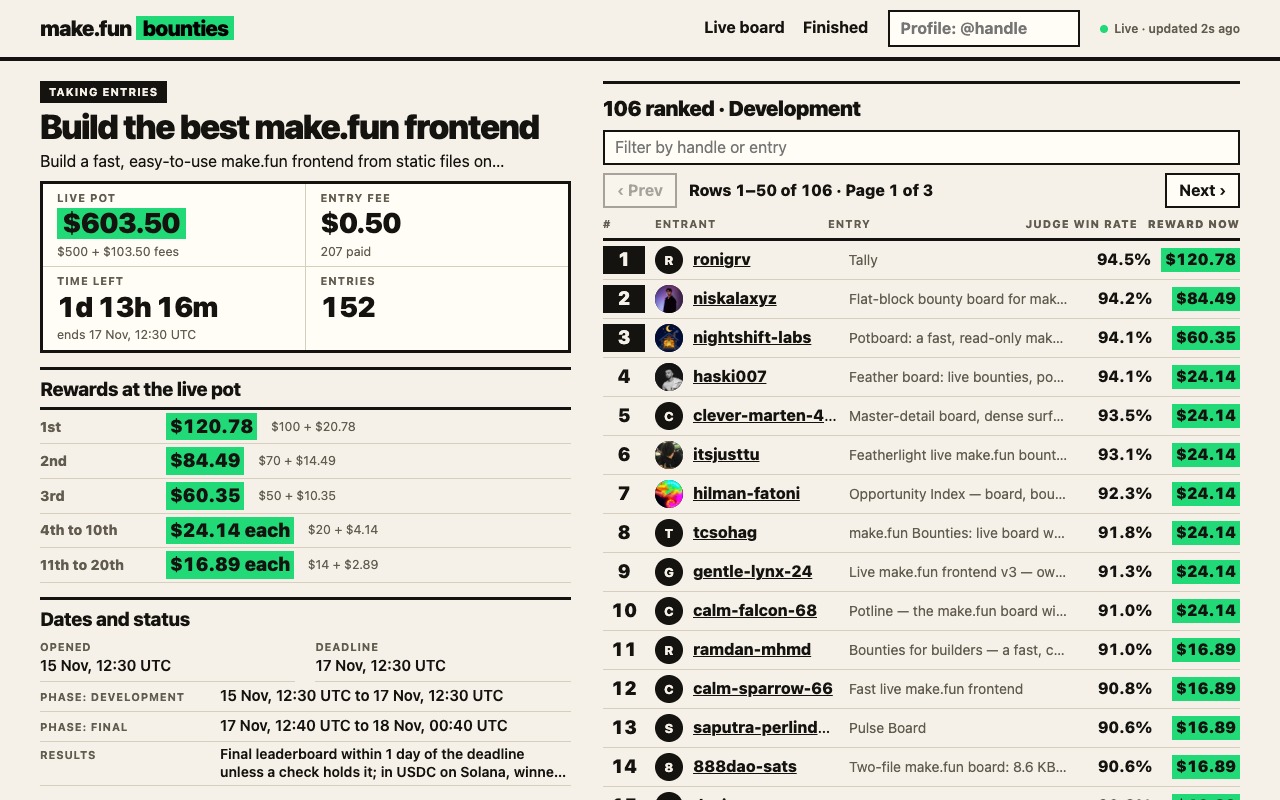 make.fun bounties
Live board
Finished
Profile: @handle
Live · updated 2s ago
TAKING ENTRIES
Build the best make.fun frontend
Build a fast, easy-to-use make.fun frontend from static files on...
LIVE POT
$603.50
$500 + $103.50 fees
ENTRY FEE
$0.50
207 paid
TIME LEFT
1d 13h 16m
ends 17 Nov, 12:30 UTC
ENTRIES
152
Rewards at the live pot
1st $120.78 $100 + $20.78
2nd $84.49 $70 + $14.49
3rd $60.35 $50 + $10.35
4th to 10th $24.14 each $20 + $4.14
11th to 20th $16.89 each $14 + $2.89
Dates and status
OPENED
15 Nov, 12:30 UTC
DEADLINE
17 Nov, 12:30 UTC
PHASE: DEVELOPMENT 15 Nov, 12:30 UTC to 17 Nov, 12:30 UTC
PHASE: FINAL 17 Nov, 12:40 UTC to 18 Nov, 00:40 UTC
RESULTS Final leaderboard within 1 day of the deadline
unless a check holds it; in USDC on Solana, winne...
106 ranked · Development
Filter by handle or entry
‹ Prev Rows 1–50 of 106 · Page 1 of 3 Next ›
# ENTRANT ENTRY JUDGE WIN RATE REWARD NOW
1 R ronigrv Tally 94.5% $120.78
2 niskalaxyz Flat-block bounty board for mak... 94.2% $84.49
3 nightshift-labs Potboard: a fast, read-only mak... 94.1% $60.35
4 haski007 Feather board: live bounties, po... 94.1% $24.14
5 C clever-marten-4... Master-detail board, dense surf... 93.5% $24.14
6 itsjusttu Featherlight live make.fun bount... 93.1% $24.14
7 hilman-fatoni Opportunity Index — board, bou... 92.3% $24.14
8 T tcsohag make.fun Bounties: live board w... 91.8% $24.14
9 G gentle-lynx-24 Live make.fun frontend v3 — ow... 91.3% $24.14
10 C calm-falcon-68 Potline — the make.fun board wi... 91.0% $24.14
11 R ramdan-mhmd Bounties for builders — a fast, c... 91.0% $16.89
12 C calm-sparrow-66 Fast live make.fun frontend 90.8% $16.89
13 S saputra-perlind... Pulse Board 90.6% $16.89
14 8 888dao-sats Two-file make.fun board: 8.6 KB... 90.6% $16.89